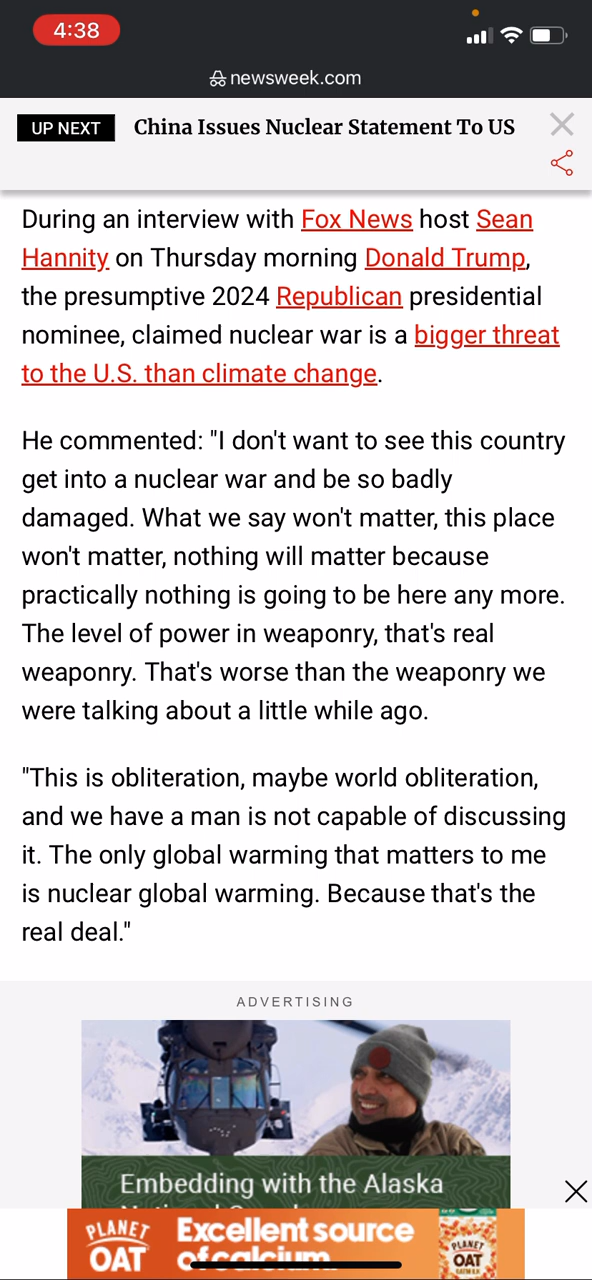 4:38
newsweek.com
UP NEXT China Issues Nuclear Statement To US
During an interview with Fox News host Sean
Hannity on Thursday morning Donald Trump,
the presumptive 2024 Republican presidential
nominee, claimed nuclear war is a bigger threat
to the U.S. than climate change.
He commented: "I don't want to see this country
get into a nuclear war and be so badly
damaged. What we say won't matter, this place
won't matter, nothing will matter because
practically nothing is going to be here any more.
The level of power in weaponry, that's real
weaponry. That's worse than the weaponry we
were talking about a little while ago.
"This is obliteration, maybe world obliteration,
and we have a man is not capable of discussing
it. The only global warming that matters to me
is nuclear global warming. Because that's the
real deal."
ADVERTISING
Embedding with the Alaska
PLANET
OAT
Excellent source
of calcium
PLANET
OAT